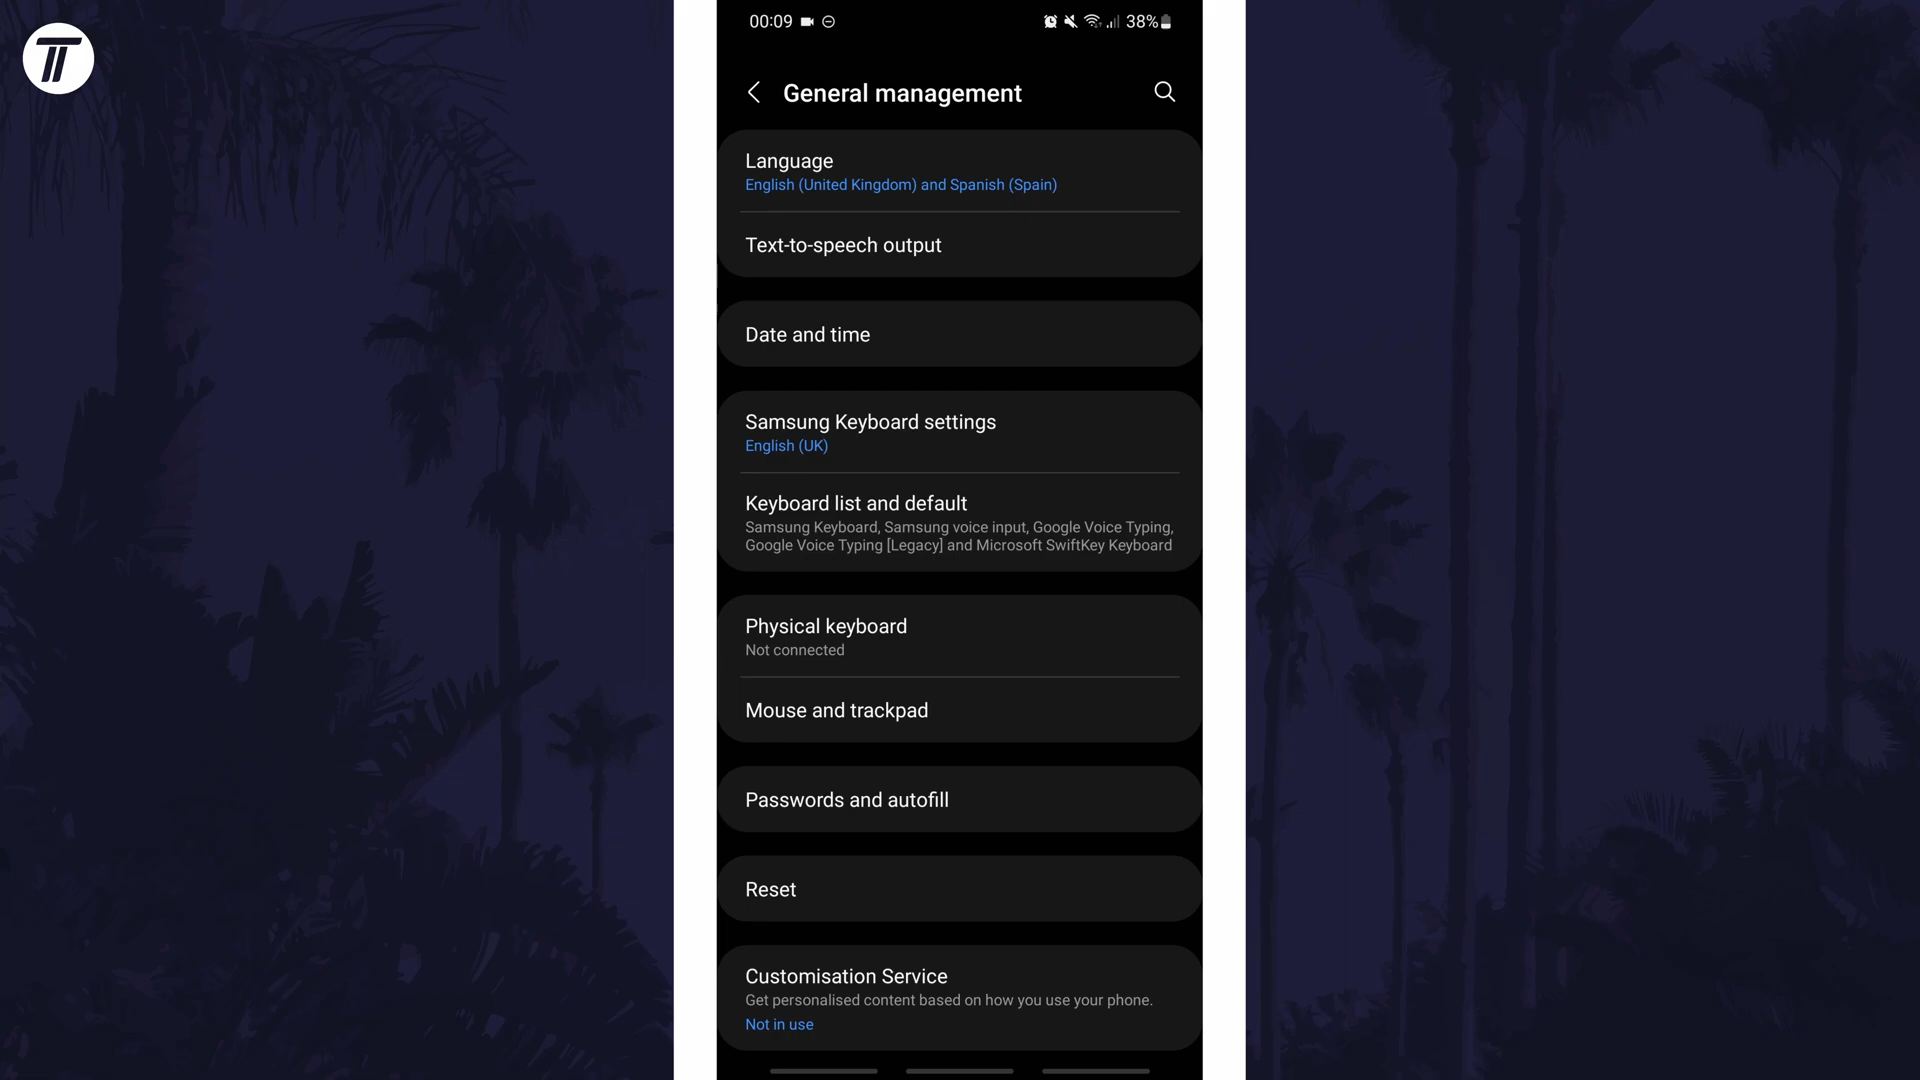 00:09
38%
General management
Language
English (United Kingdom) and Spanish (Spain)
Text-to-speech output
Date and time
Samsung Keyboard settings
English (UK)
Keyboard list and default
Samsung Keyboard, Samsung voice input, Google Voice Typing,
Google Voice Typing [Legacy] and Microsoft SwiftKey Keyboard
Physical keyboard
Not connected
Mouse and trackpad
Passwords and autofill
Reset
Customisation Service
Get personalised content based on how you use your phone.
Not in use